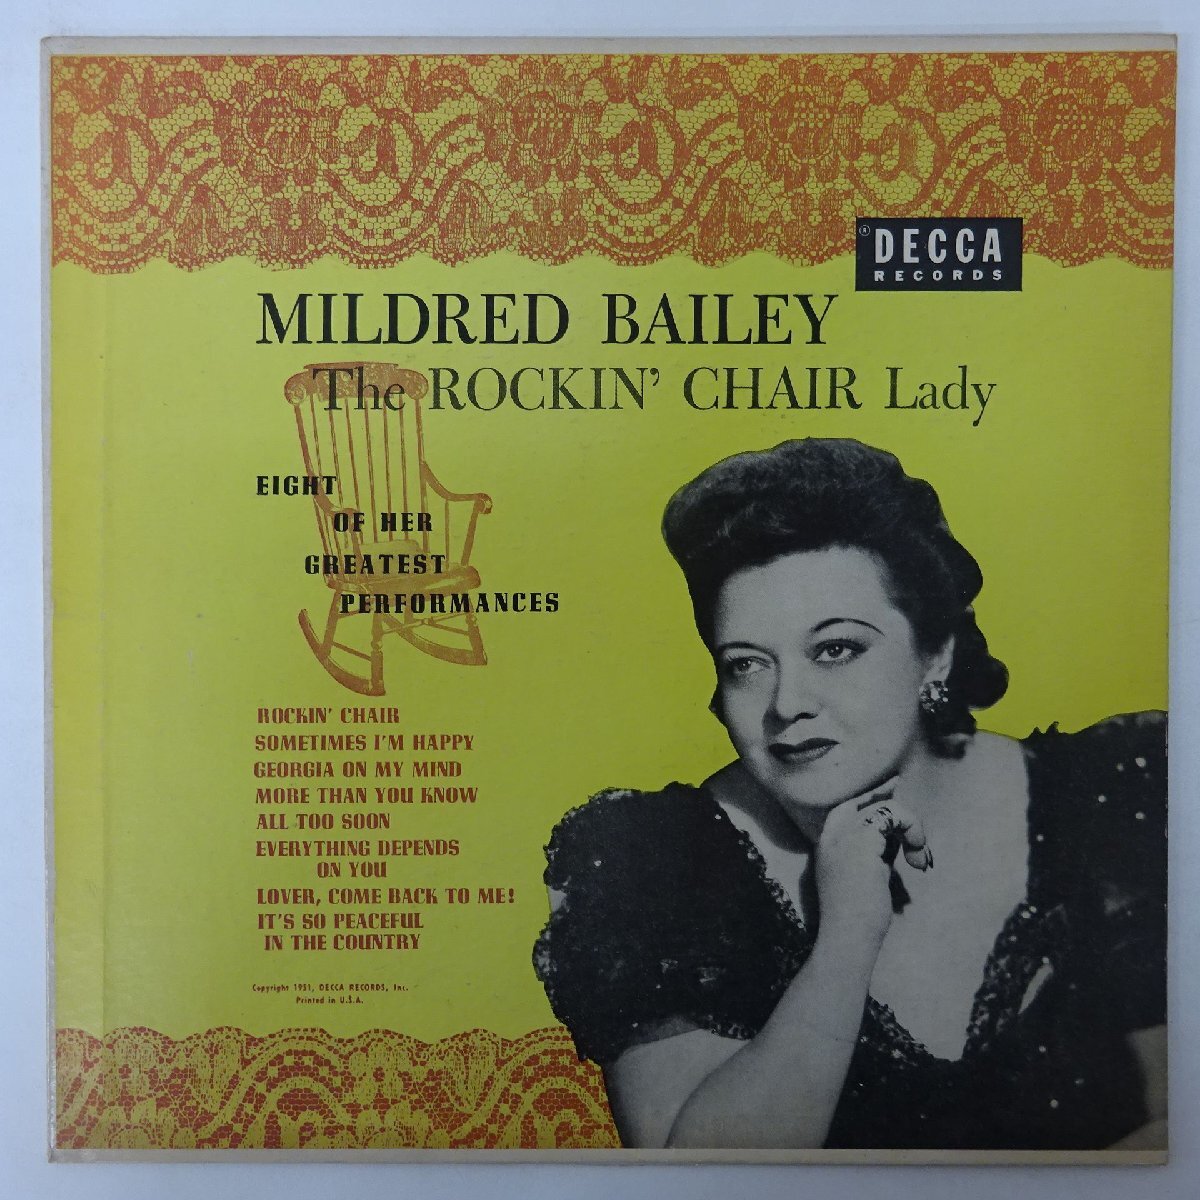 ® DECCA
RECORDS
MILDRED BAILEY
The ROCKIN' CHAIR Lady
EIGHT
OF HER
GREATEST
PERFORMANCES
ROCKIN' CHAIR
SOMETIMES I'M HAPPY
GEORGIA ON MY MIND
MORE THAN YOU KNOW
ALL TOO SOON
EVERYTHING DEPENDS
ON YOU
LOVER, COME BACK TO ME!
IT'S SO PEACEFUL
IN THE COUNTRY
Copyright 1951, DECCA RECORDS, Inc.
Printed in U.S.A.